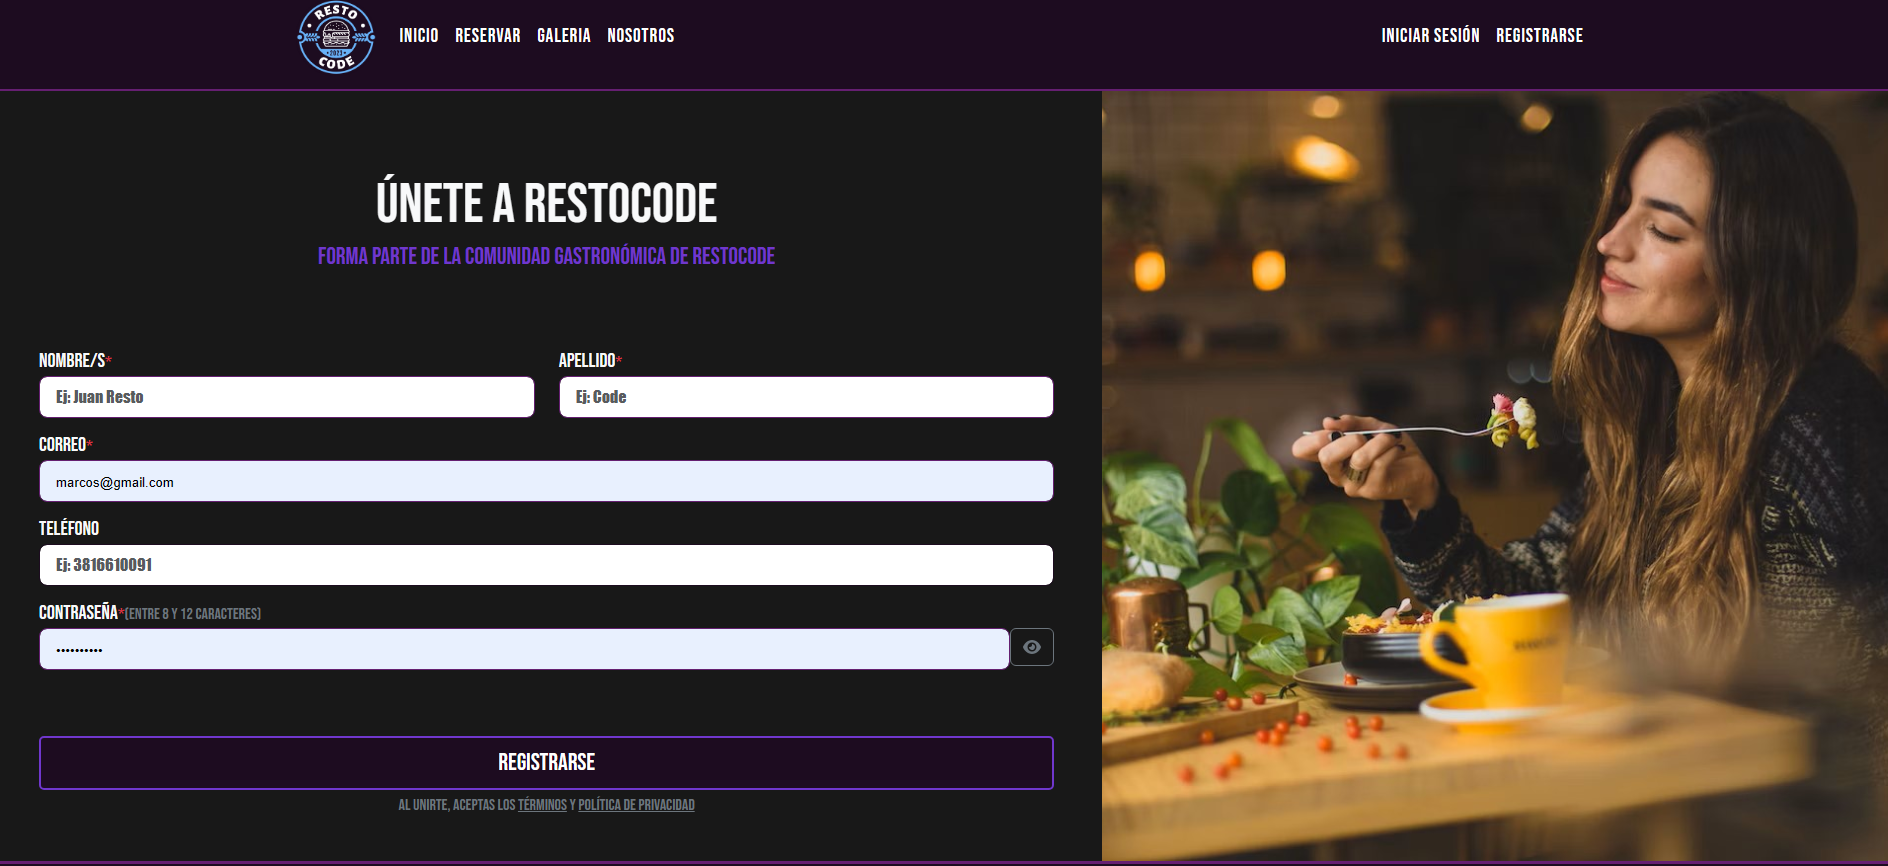 RESTO
2023
CODE
INICIO RESERVAR GALERIA NOSOTROS
INICIAR SESIÓN REGISTRARSE
ÚNETE A RESTOCODE
FORMA PARTE DE LA COMUNIDAD GASTRONÓMICA DE RESTOCODE
NOMBRE/S*
Ej: Juan Resto
APELLIDO*
Ej: Code
CORREO*
marcos@gmail.com
TELÉFONO
Ej: 3816610091
CONTRASEÑA*(ENTRE 8 Y 12 CARACTERES)
••••••••••
REGISTRARSE
AL UNIRTE, ACEPTAS LOS TÉRMINOS Y POLÍTICA DE PRIVACIDAD